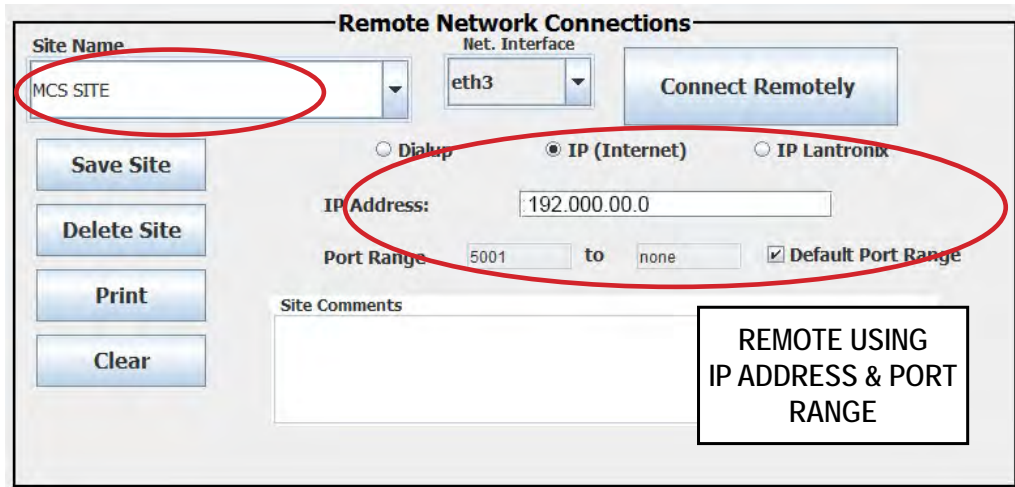 Remote Network Connections
Site Name
Net. Interface
MCS SITE
eth3
Connect Remotely
Save Site
Dialup
IP (Internet)
IP Lantronix
IP Address:
192.000.00.0
Delete Site
Port Range
5001
to
none
Default Port Range
Print
Site Comments
Clear
REMOTE USING
IP ADDRESS & PORT
RANGE